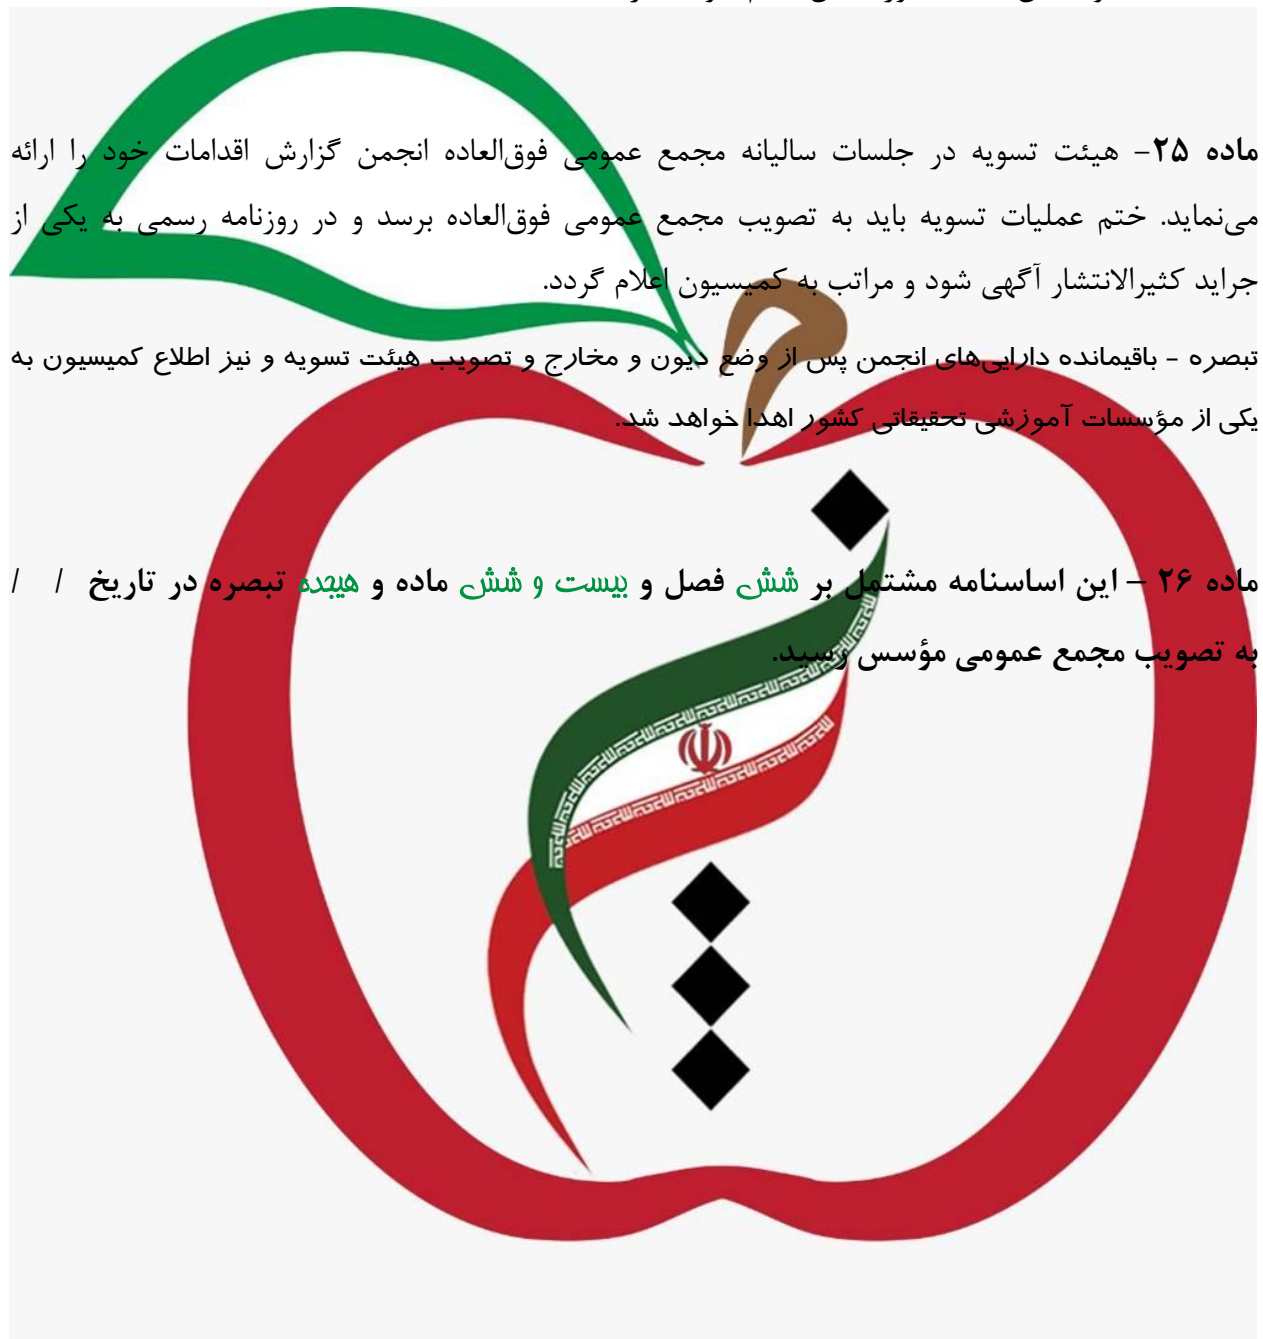 ماده ۲۵- هیئت تسویه در جلسات سالیانه مجمع عمومی فوق‌العاده انجمن گزارش اقدامات خود را ارائه
می‌نماید. ختم عملیات تسویه باید به تصویب مجمع عمومی فوق‌العاده برسد و در روزنامه رسمی به یکی از
جراید کثیرالانتشار آگهی شود و مراتب به کمیسیون اعلام گردد.
تبصره - باقیمانده دارایی‌های انجمن پس از وضع دیون و مخارج و تصویب هیئت تسویه و نیز اطلاع کمیسیون به
یکی از مؤسسات آموزشی تحقیقاتی کشور اهدا خواهد شد.
ماده ۲۶ – این اساسنامه مشتمل بر شش فصل و بیست و شش ماده و هیجده تبصره در تاریخ / /
به تصویب مجمع عمومی مؤسس رسید.